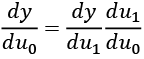 dy/du₀ = dy/du₁ du₁/du₀